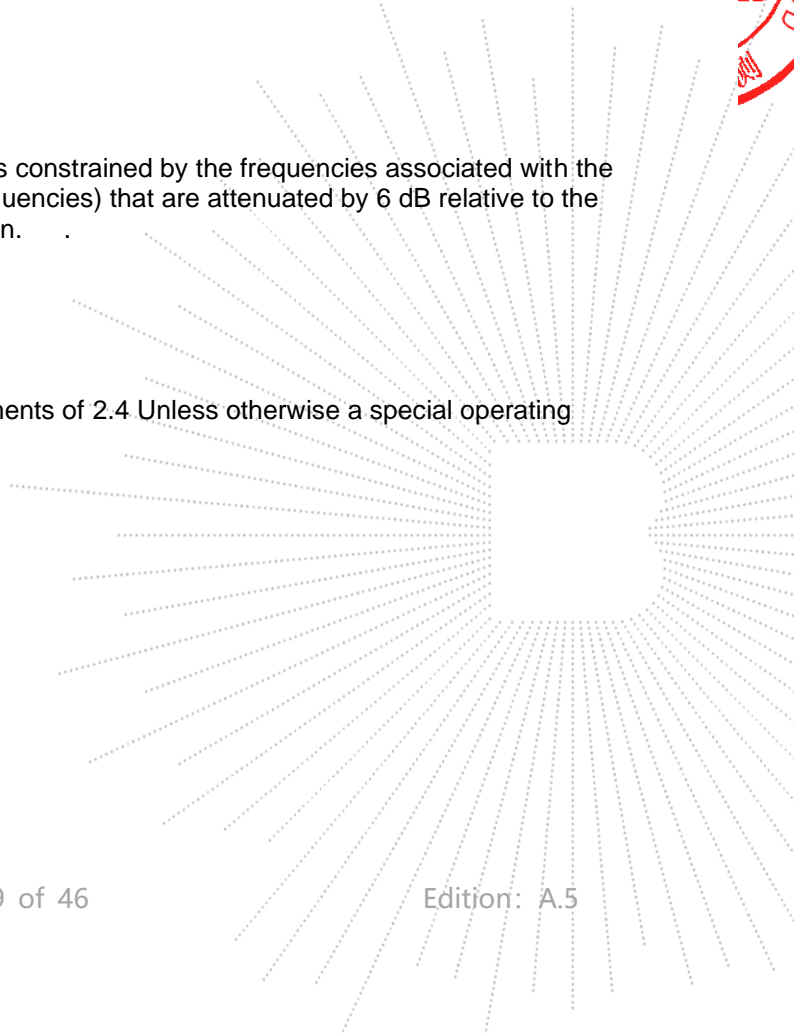 s constrained by the frequencies associated with the
uencies) that are attenuated by 6 dB relative to the
n. .
nents of 2.4 Unless otherwise a special operating
测
of 46 Edition: A.5